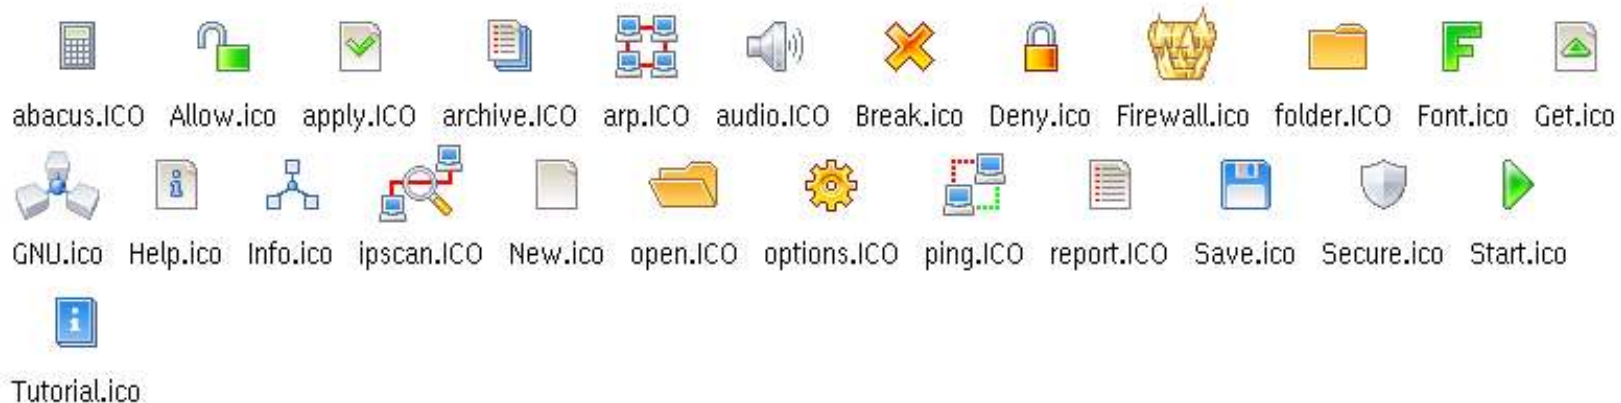 abacus.ICO Allow.ico apply.ICO archive.ICO arp.ICO audio.ICO Break.ico Deny.ico Firewall.ico folder.ICO Font.ico Get.ico
GNU.ico Help.ico Info.ico ipscan.ICO New.ico open.ICO options.ICO ping.ICO report.ICO Save.ico Secure.ico Start.ico
Tutorial.ico